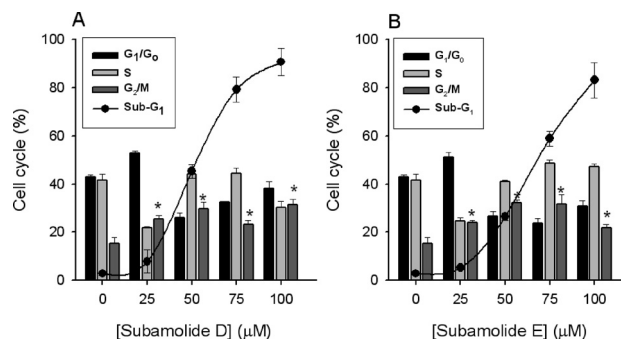 A
G₁/G₀
S
G₂/M
Sub-G₁
Cell cycle (%)
100
80
60
40
20
0
* * * *
0 25 50 75 100
[Subamolide D] (μM)
B
G₁/G₀
S
G₂/M
Sub-G₁
Cell cycle (%)
100
80
60
40
20
0
* * * *
0 25 50 75 100
[Subamolide E] (μM)